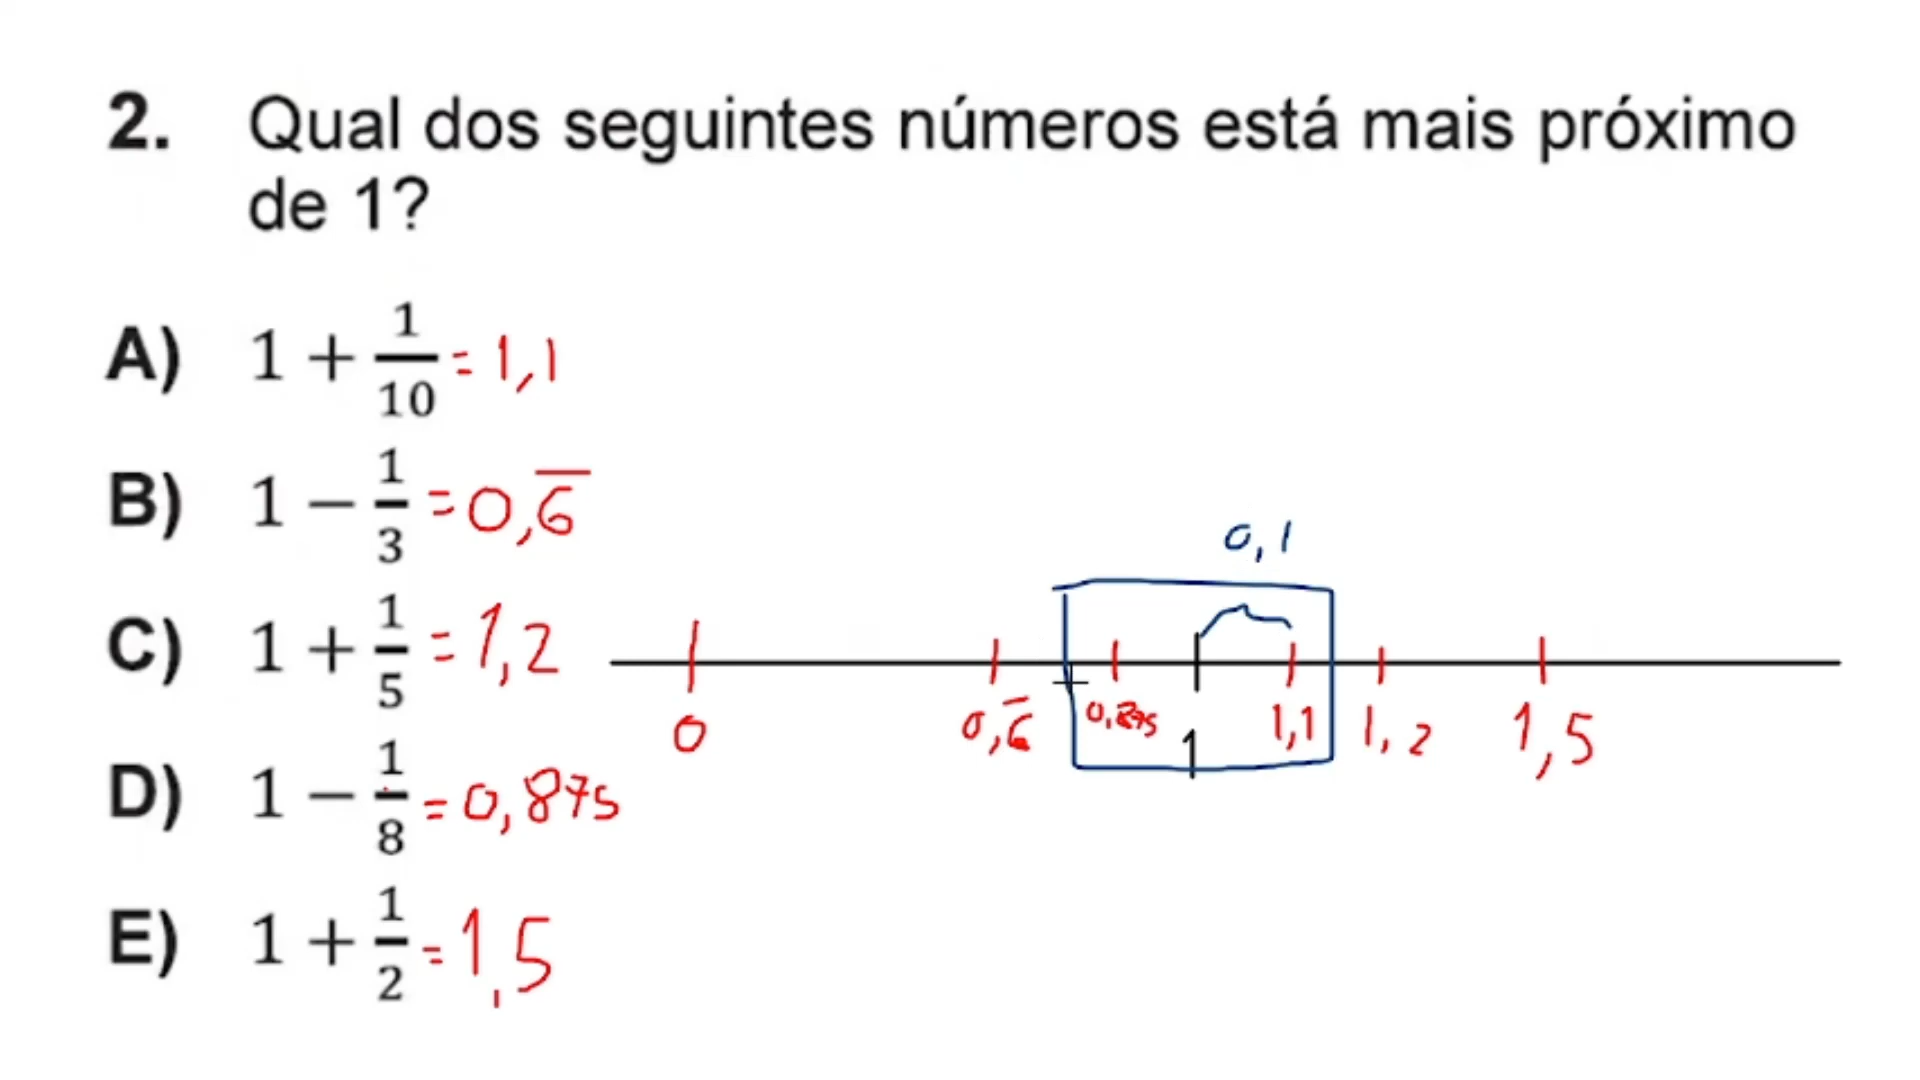 2. Qual dos seguintes números está mais próximo
de 1?
A) 1 + 1/10 = 1,1
B) 1 − 1/3 = 0,6̅
C) 1 + 1/5 = 1,2
D) 1 − 1/8 = 0,875
E) 1 + 1/2 = 1,5
0,1
0 0,6̅ 0,875 1 1,1 1,2 1,5